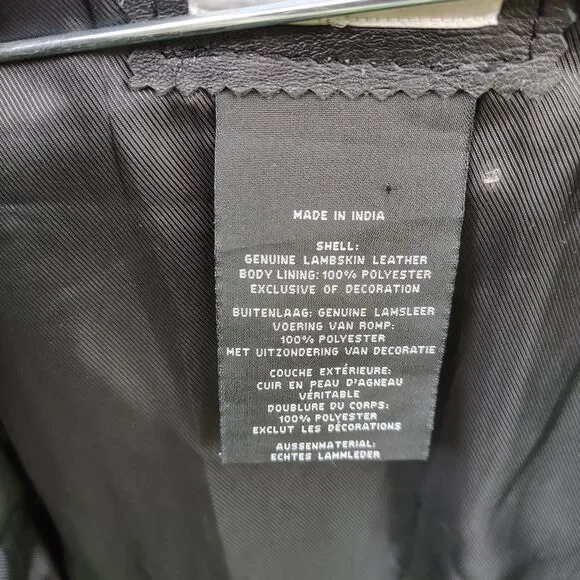 MADE IN INDIA
SHELL:
GENUINE LAMBSKIN LEATHER
BODY LINING: 100% POLYESTER
EXCLUSIVE OF DECORATION
BUITENLAAG: GENUINE LAMSLEER
VOERING VAN ROMP:
100% POLYESTER
MET UITZONDERING VAN DECORATIE
COUCHE EXTÉRIEURE:
CUIR EN PEAU D'AGNEAU
VÉRITABLE
DOUBLURE DU CORPS:
100% POLYESTER
EXCLUT LES DÉCORATIONS
AUSSENMATERIAL:
ECHTES LAMMLEDER